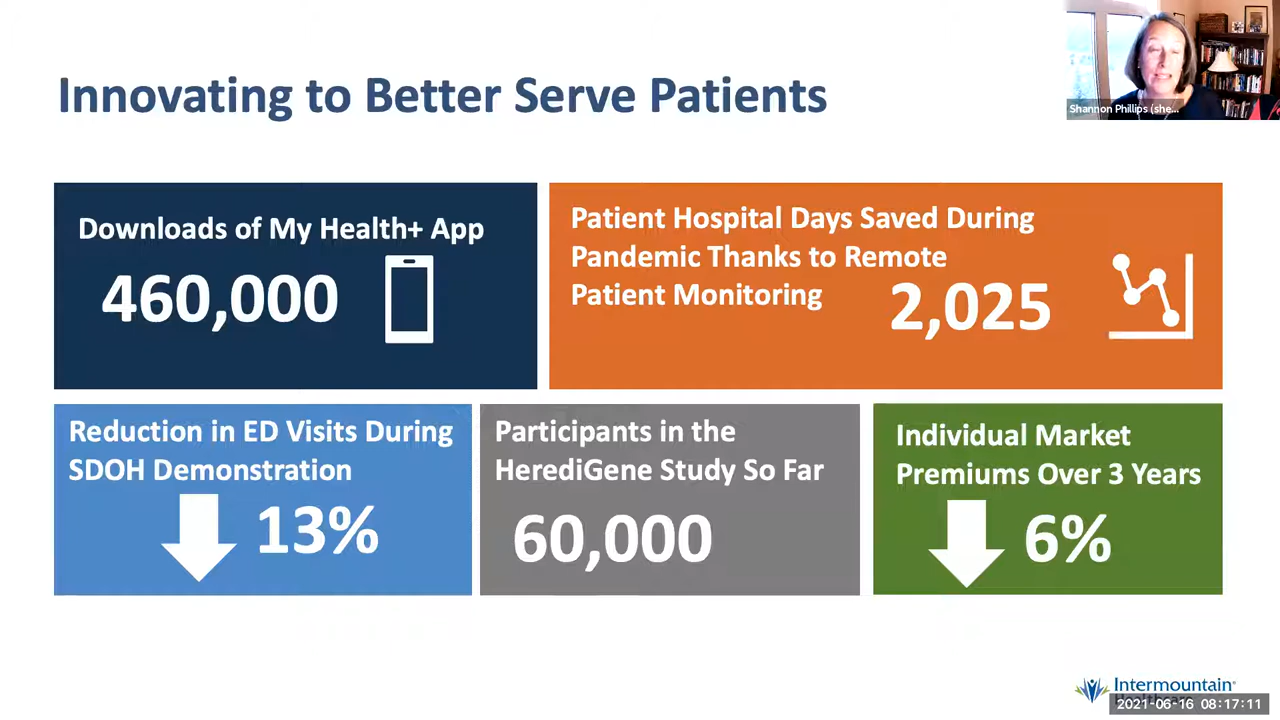 Innovating to Better Serve Patients
Shannon Phillips (she...
Downloads of My Health+ App
460,000
Patient Hospital Days Saved During
Pandemic Thanks to Remote
Patient Monitoring
2,025
Reduction in ED Visits During
SDOH Demonstration
13%
Participants in the
HerediGene Study So Far
60,000
Individual Market
Premiums Over 3 Years
6%
Intermountain®
2021-06-16 08:17:11